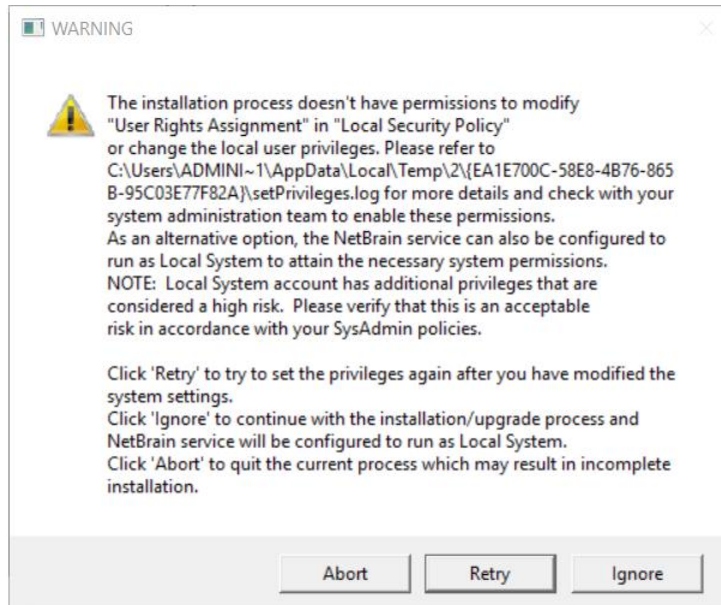 WARNING
The installation process doesn't have permissions to modify
"User Rights Assignment" in "Local Security Policy"
or change the local user privileges. Please refer to
C:\Users\ADMINI~1\AppData\Local\Temp\2\{EA1E700C-58E8-4B76-865
B-95C03E77F82A}\setPrivileges.log for more details and check with your
system administration team to enable these permissions.
As an alternative option, the NetBrain service can also be configured to
run as Local System to attain the necessary system permissions.
NOTE:  Local System account has additional privileges that are
considered a high risk.  Please verify that this is an acceptable
risk in accordance with your SysAdmin policies.
Click 'Retry' to try to set the privileges again after you have modified the
system settings.
Click 'Ignore' to continue with the installation/upgrade process and
NetBrain service will be configured to run as Local System.
Click 'Abort' to quit the current process which may result in incomplete
installation.
Abort Retry Ignore